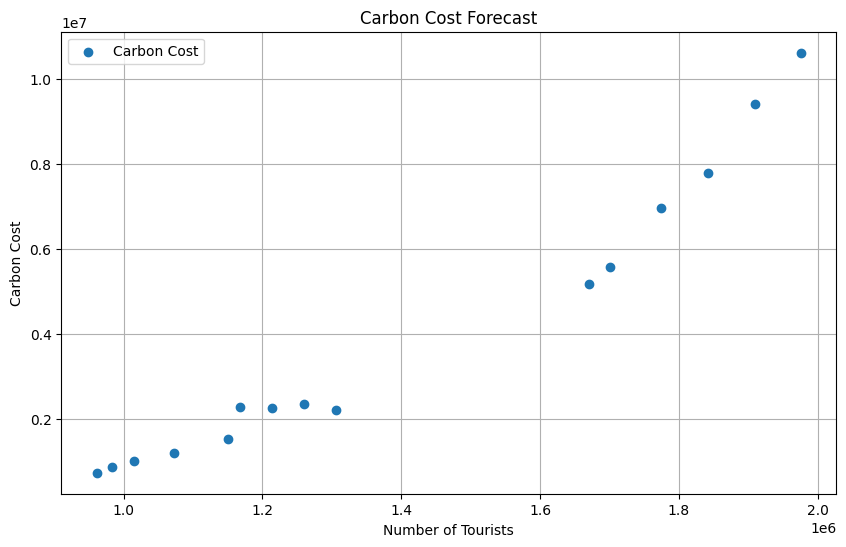 Carbon Cost Forecast
1e7
Carbon Cost
1.0
0.8
0.6
0.4
0.2
Carbon Cost
1.0 1.2 1.4 1.6 1.8 2.0
1e6
Number of Tourists